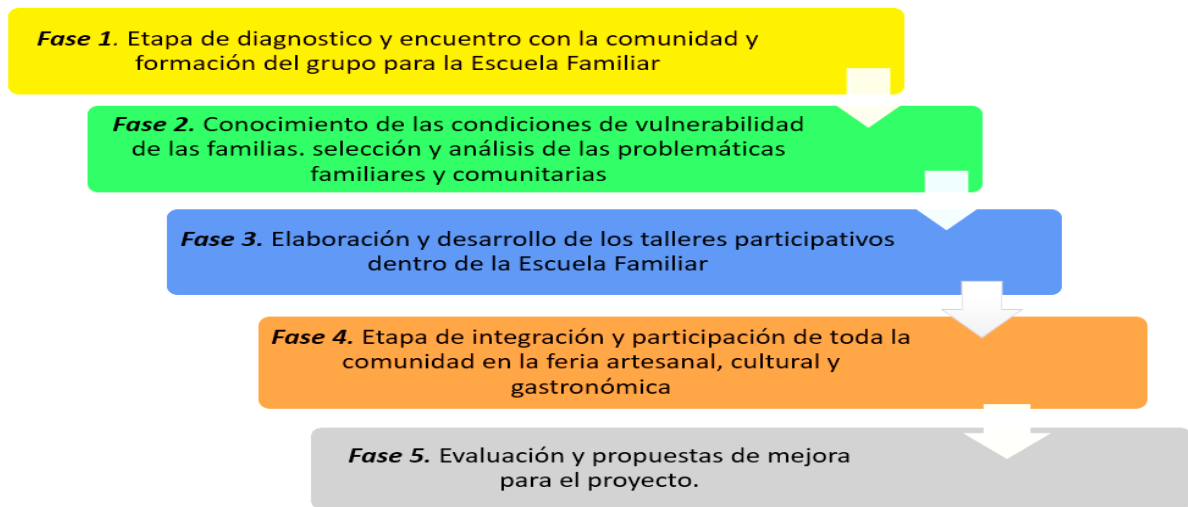 Fase 1. Etapa de diagnostico y encuentro con la comunidad y
formación del grupo para la Escuela Familiar
Fase 2. Conocimiento de las condiciones de vulnerabilidad
de las familias. selección y análisis de las problemáticas
familiares y comunitarias
Fase 3. Elaboración y desarrollo de los talleres participativos
dentro de la Escuela Familiar
Fase 4. Etapa de integración y participación de toda la
comunidad en la feria artesanal, cultural y
gastronómica
Fase 5. Evaluación y propuestas de mejora
para el proyecto.